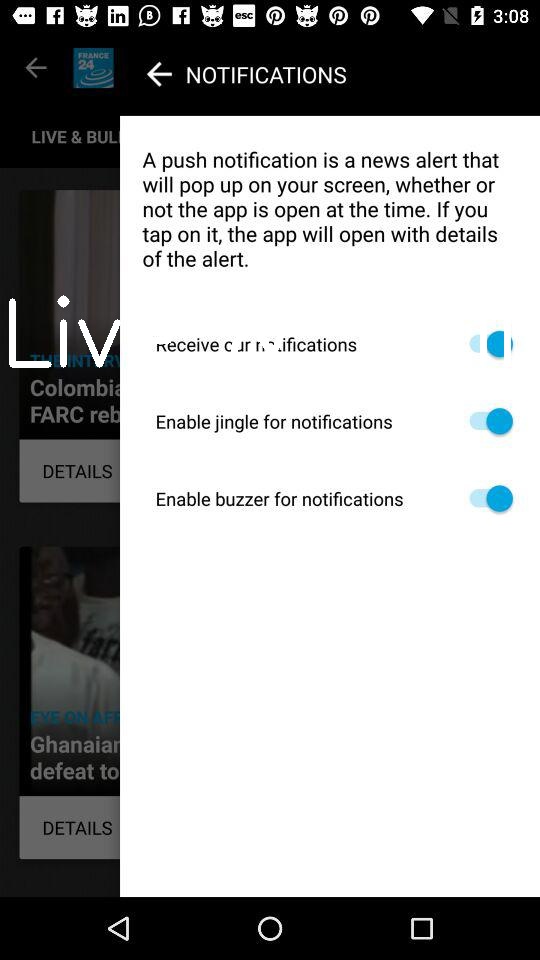 esc 3:08
FRANCE
24
NOTIFICATIONS
LIVE & BUL
A push notification is a news alert that
will pop up on your screen, whether or
not the app is open at the time. If you
tap on it, the app will open with details
of the alert.
Liv
Receive our notifications
THE INTERV
Colombia
FARC reb
Enable jingle for notifications
DETAILS
Enable buzzer for notifications
EYE ON AFR
Ghanaian
defeat to
DETAILS